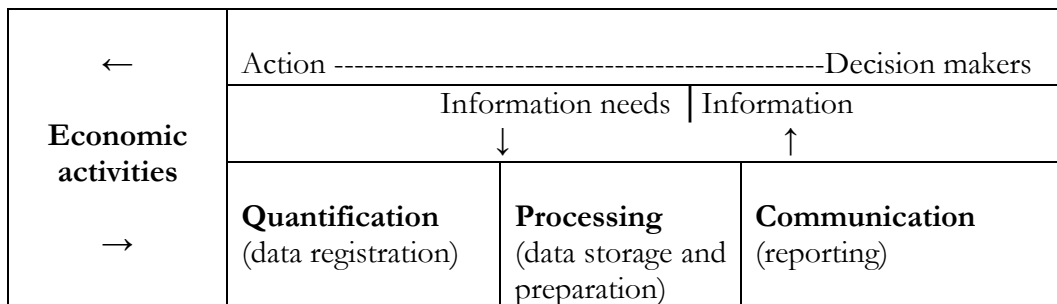 ←
Economic
activities
→
Action -------------------------------------------------Decision makers
Information needs
Information
↓
↑
Quantification
(data registration)
Processing
(data storage and
preparation)
Communication
(reporting)